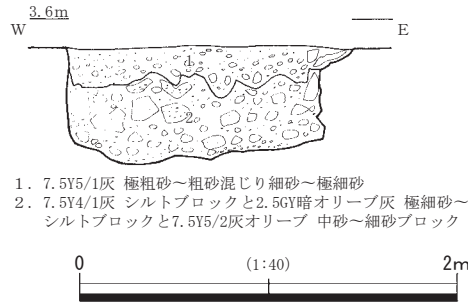 3.6m
W
E
1
2
1. 7.5Y5/1灰 極粗砂～粗砂混じり細砂～極細砂
2. 7.5Y4/1灰 シルトブロックと2.5GY暗オリーブ灰 極細砂～
シルトブロックと7.5Y5/2灰オリーブ 中砂～細砂ブロック
0 (1:40) 2m